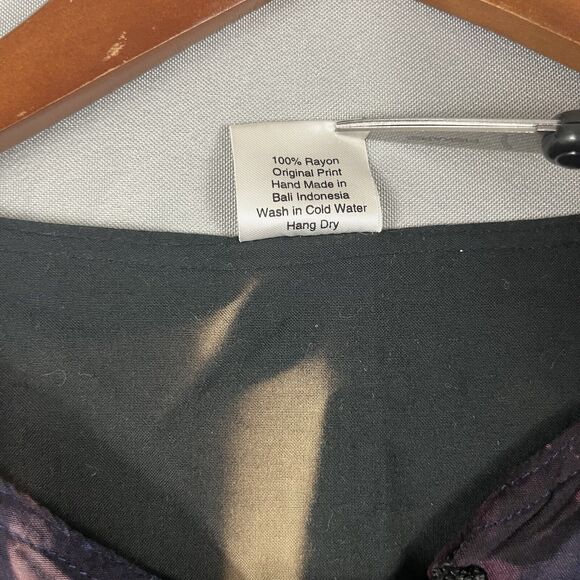 100% Rayon
Original Print
Hand Made in
Bali Indonesia
Wash in Cold Water
Hang Dry